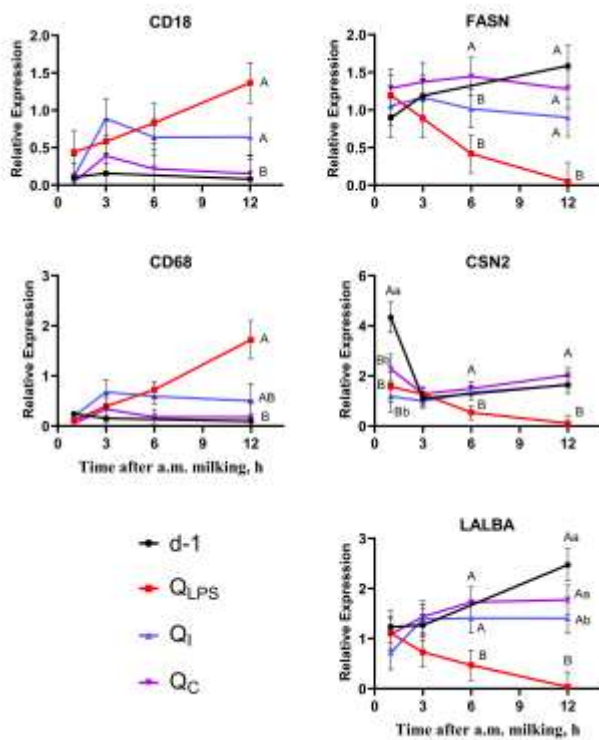 CD18
Relative Expression
2.0
1.5
1.0
0.5
0.0
0 3 6 9 12
A
A
B
FASN
Relative Expression
2.0
1.5
1.0
0.5
0.0
0 3 6 9 12
A
A
B
A
B
CD68
Relative Expression
3
2
1
0
0 3 6 9 12
A
AB
B
Time after a.m. milking, h
CSN2
Relative Expression
6
4
2
0
0 3 6 9 12
Aa
B
Bb
A
B
A
B
d-1
QLPS
QI
QC
LALBA
Relative Expression
3
2
1
0
0 3 6 9 12
A
A
B
Aa
Aa
Ab
B
Time after a.m. milking, h